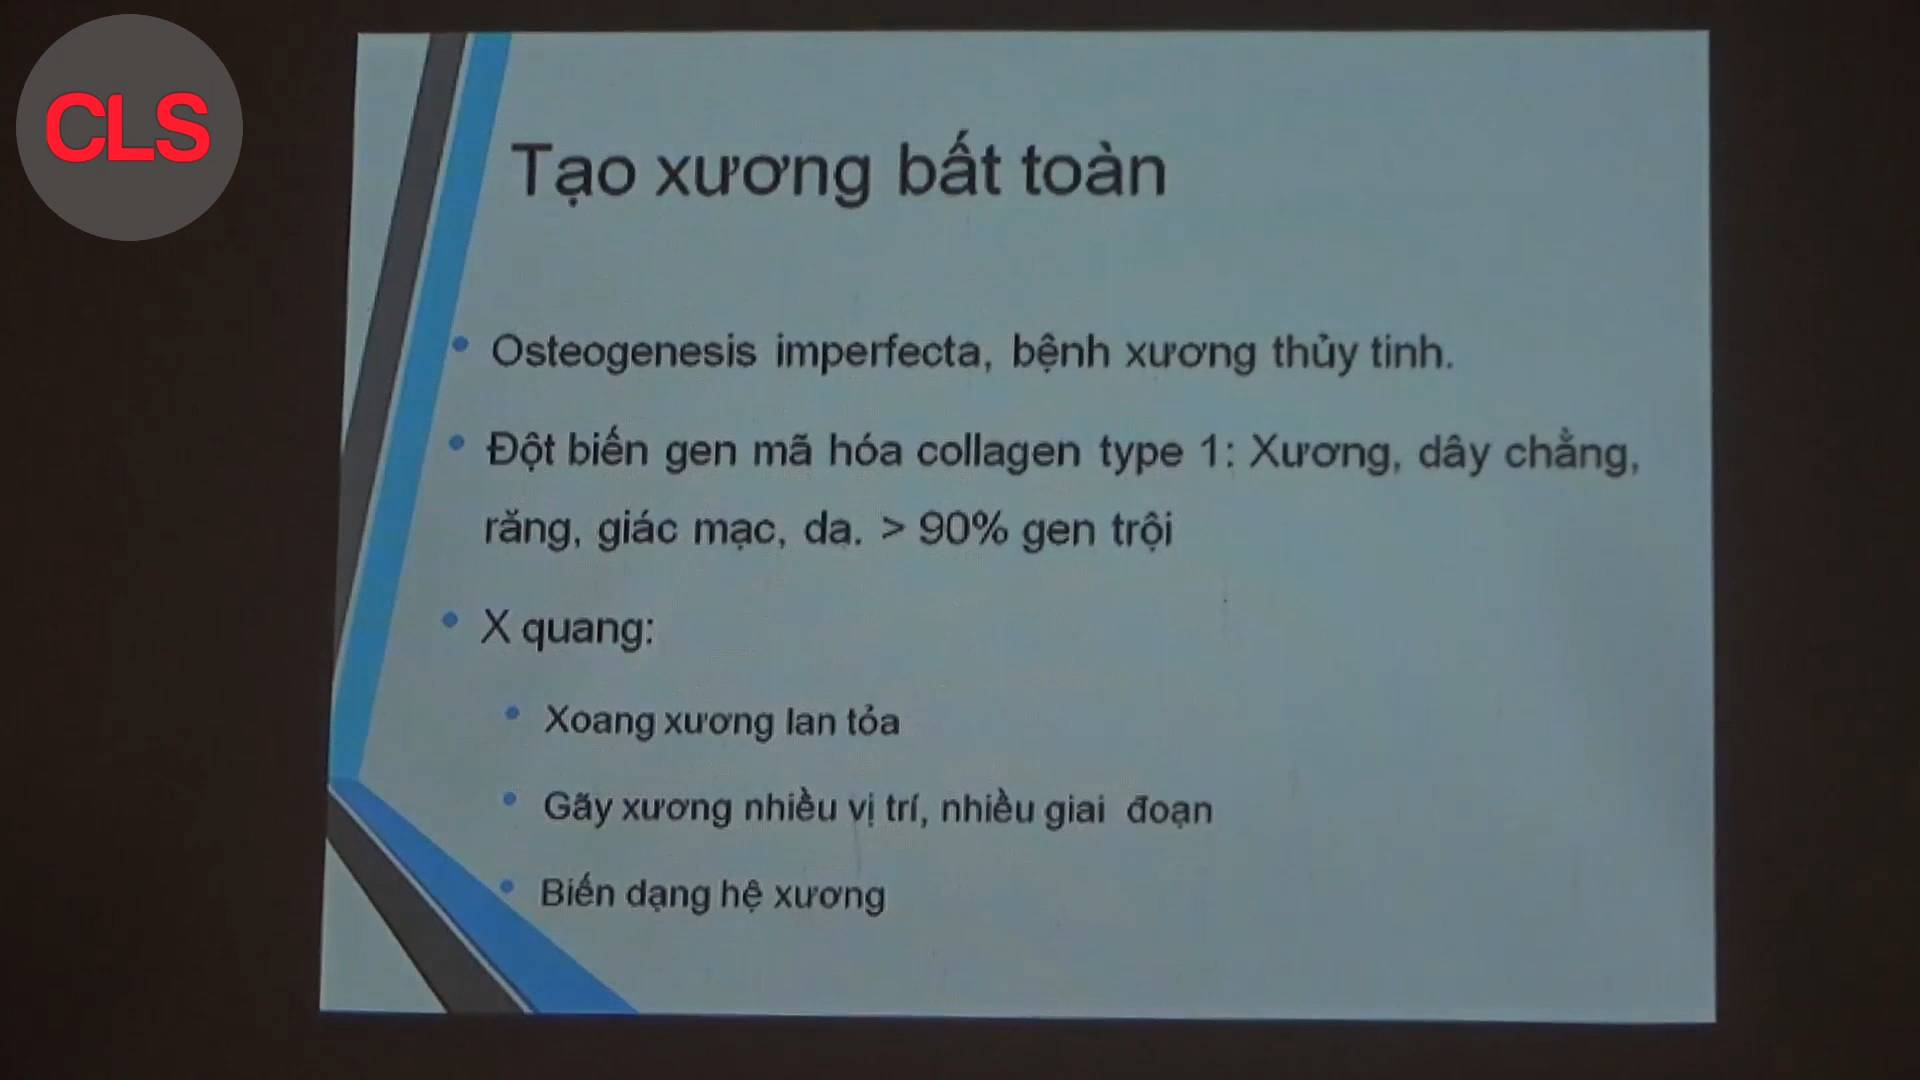 CLS
Tạo xương bất toàn
• Osteogenesis imperfecta, bệnh xương thủy tinh.
• Đột biến gen mã hóa collagen type 1: Xương, dây chằng,
răng, giác mạc, da. > 90% gen trội
• X quang:
• Xoang xương lan tỏa
• Gãy xương nhiều vị trí, nhiều giai đoạn
• Biến dạng hệ xương